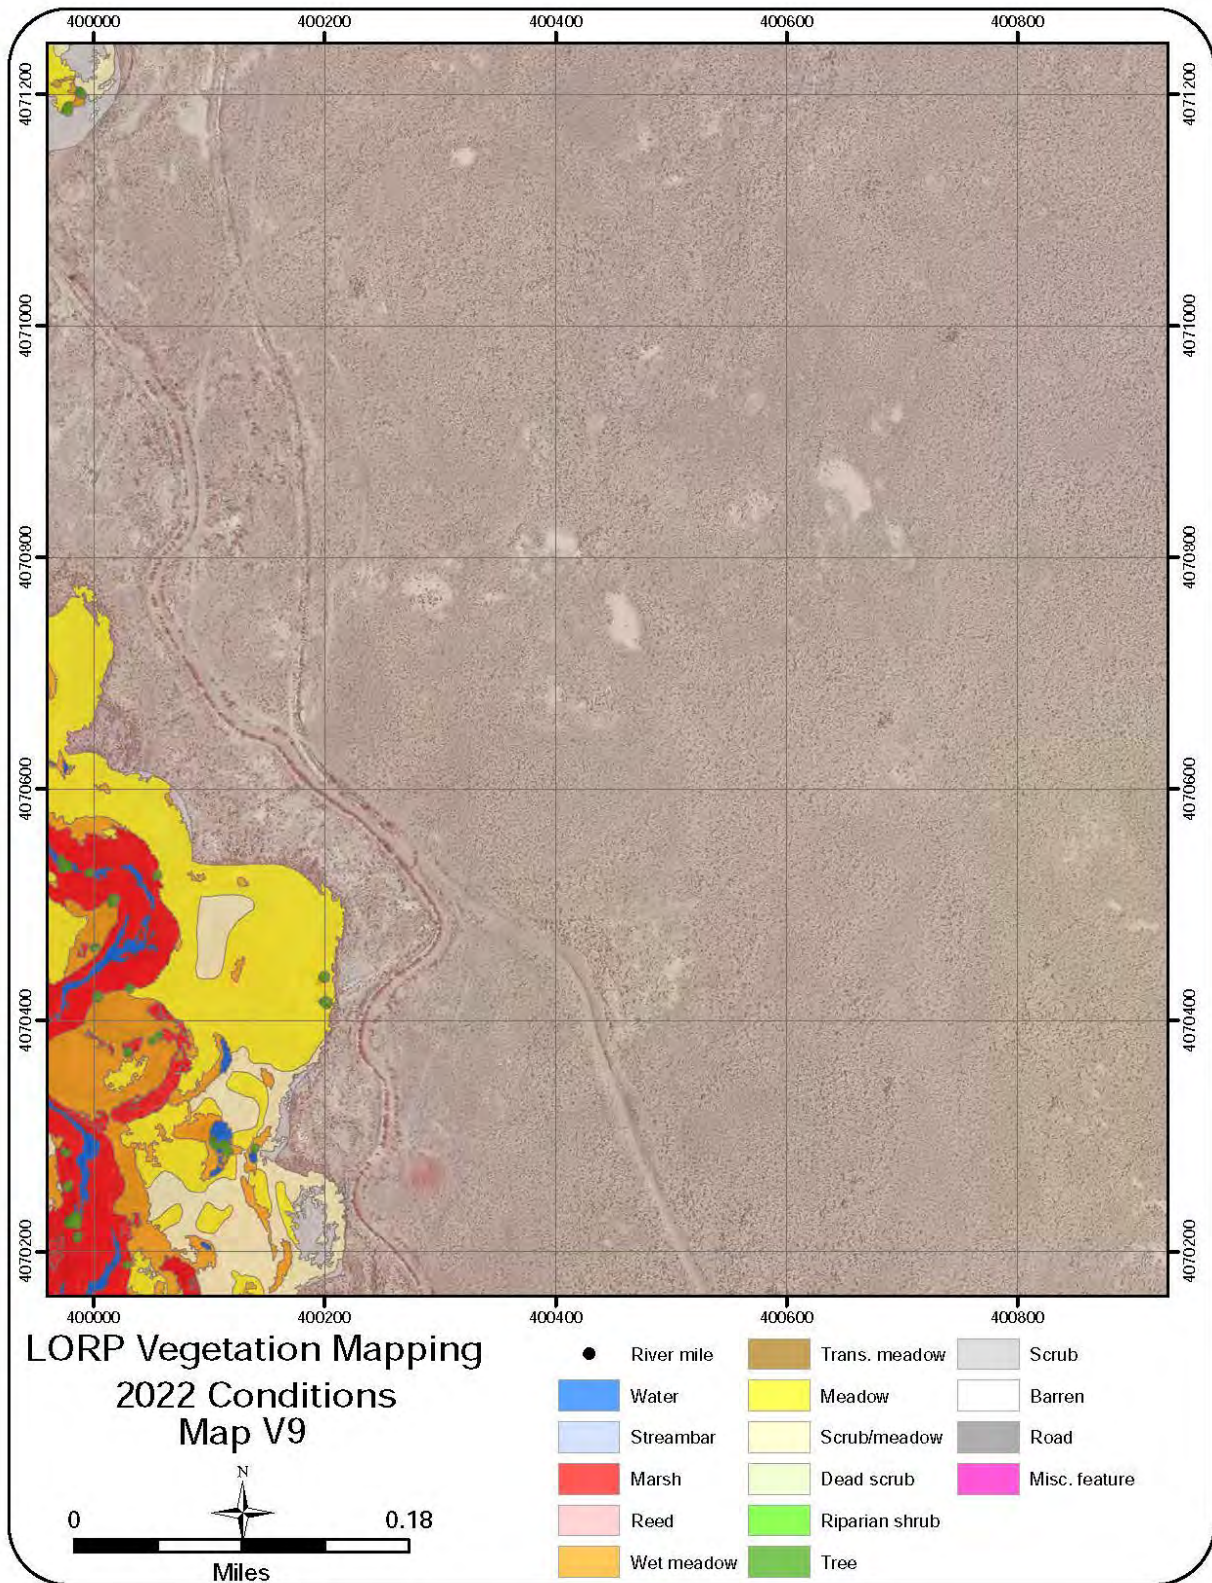 400000 400200 400400 400600 400800
4071200 4071200
4071000 4071000
4070800 4070800
4070600 4070600
4070400 4070400
4070200 4070200
400000 400200 400400 400600 400800
LORP Vegetation Mapping
2022 Conditions
Map V9
N
0 0.18
Miles
River mile
Water
Streambar
Marsh
Reed
Wet meadow
Trans. meadow
Meadow
Scrub/meadow
Dead scrub
Riparian shrub
Tree
Scrub
Barren
Road
Misc. feature